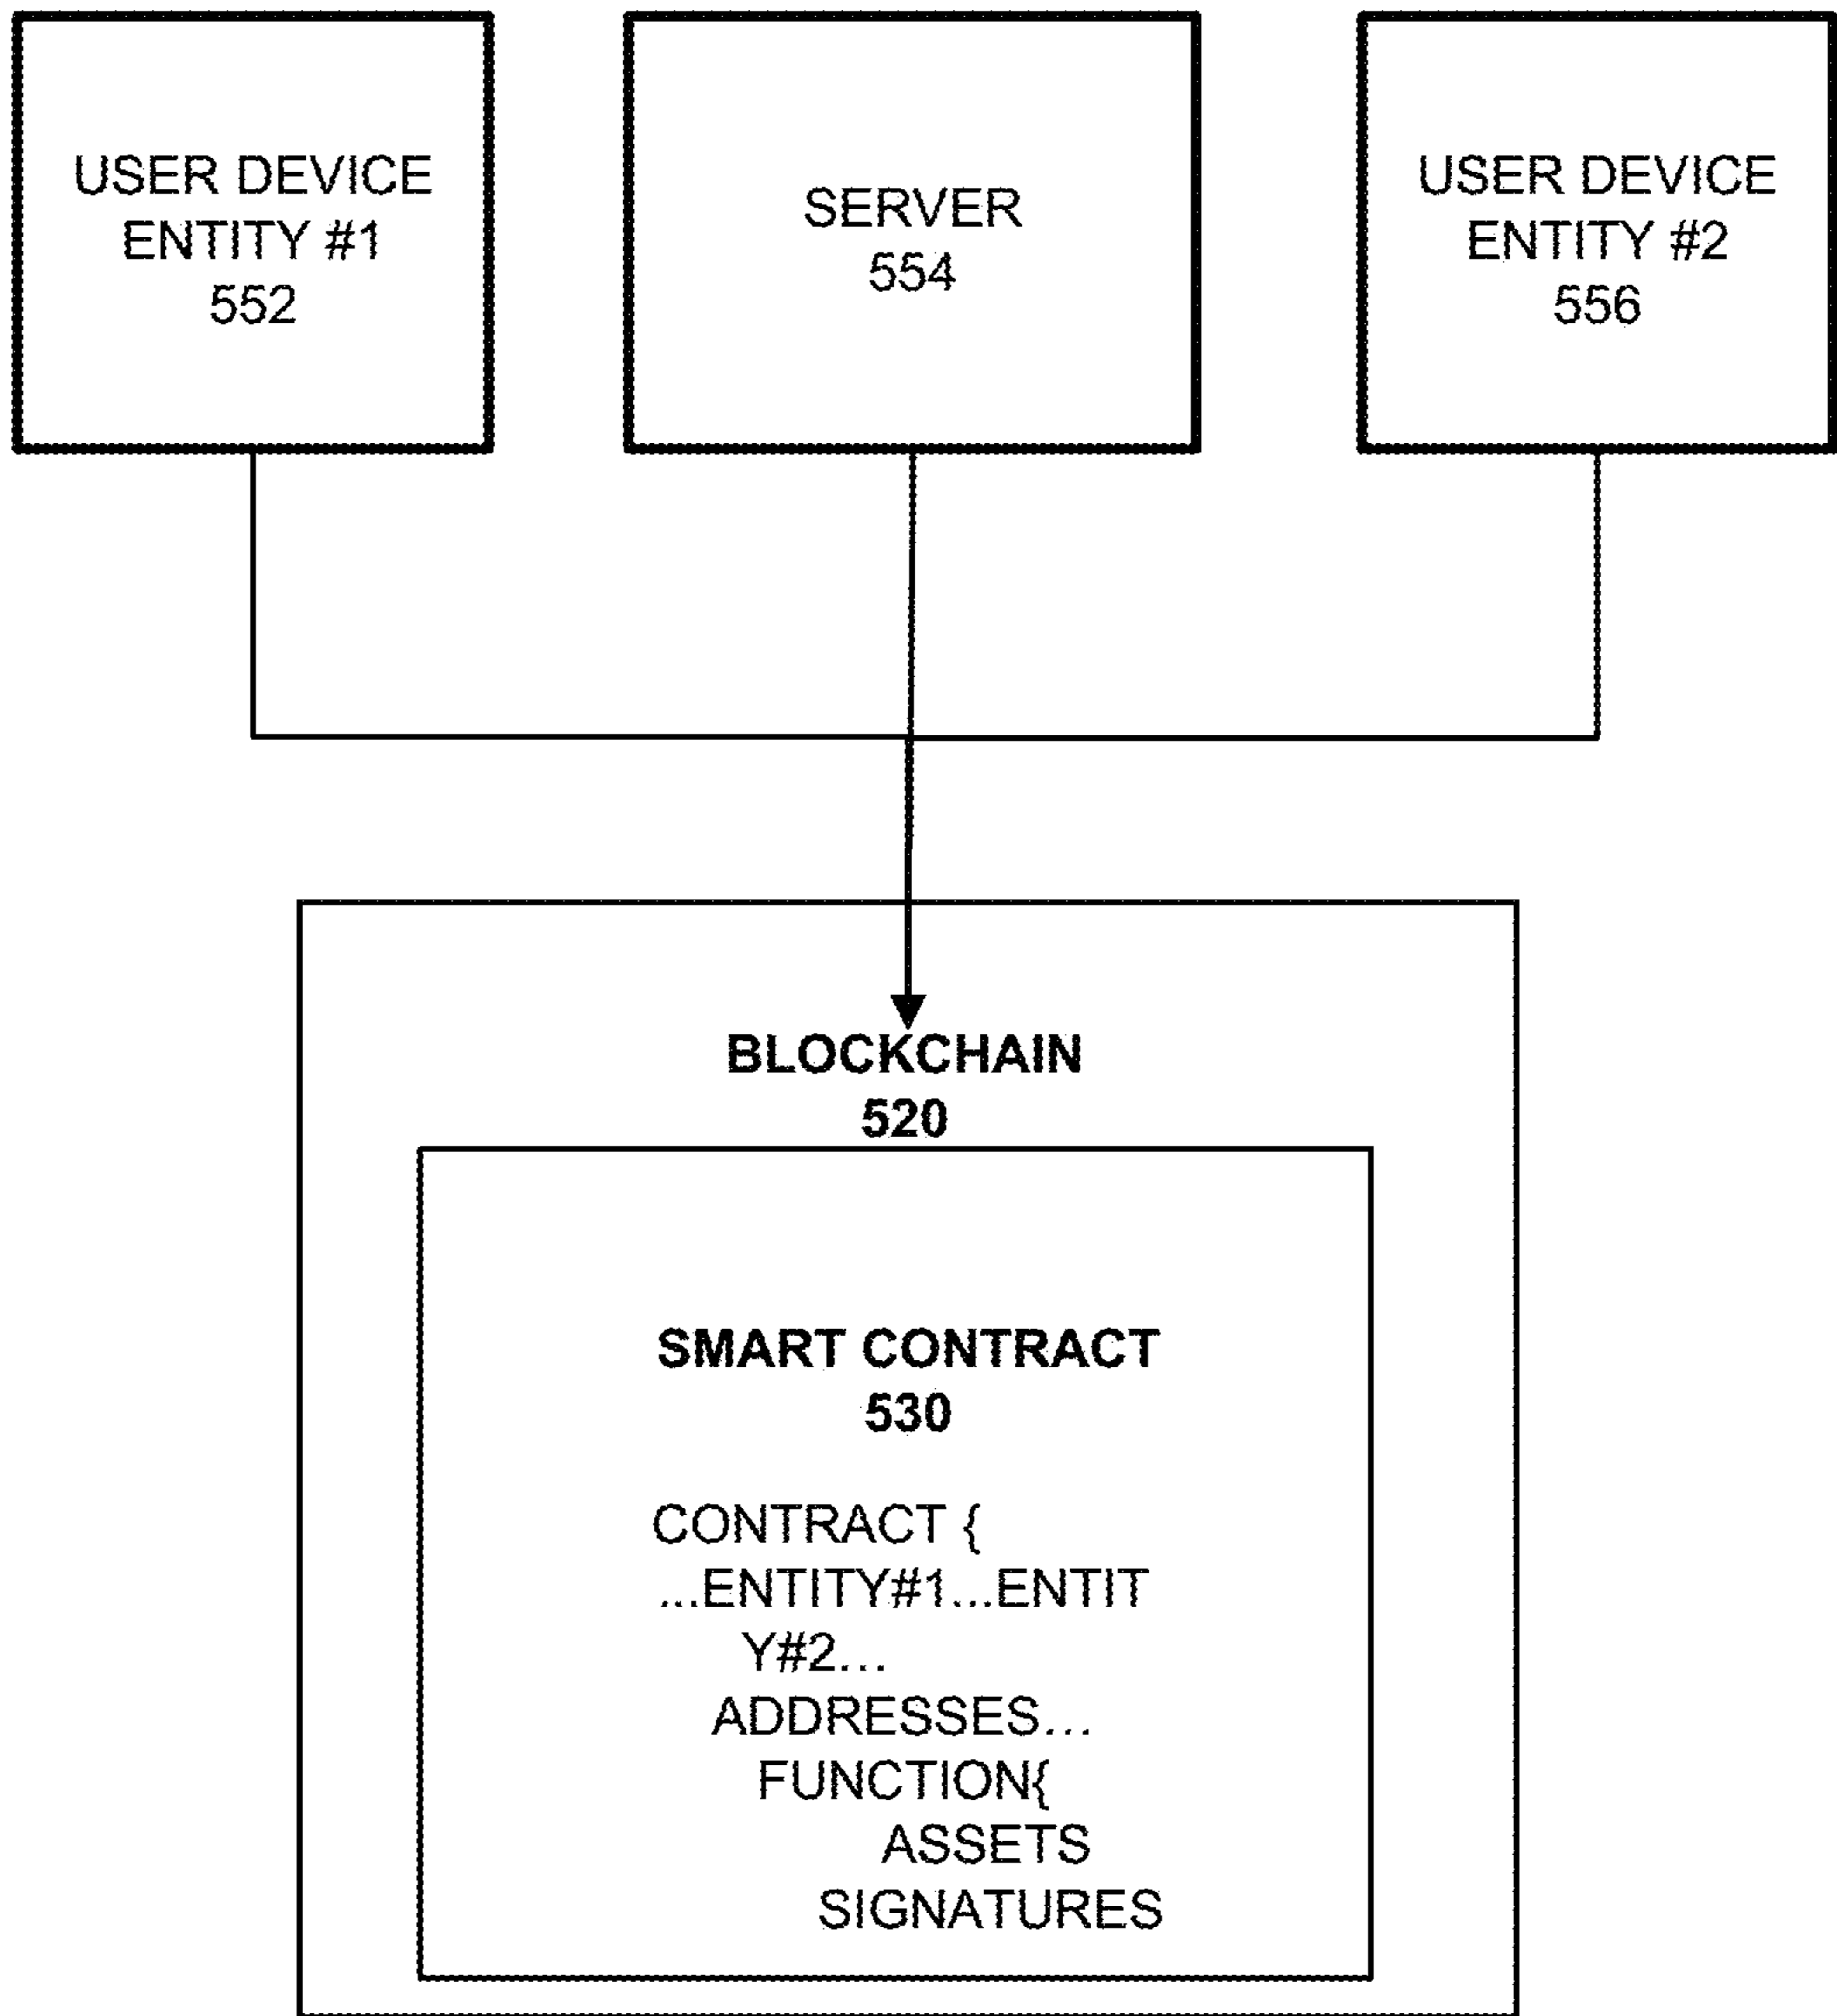 USER DEVICE
ENTITY #1
552
SERVER
554
USER DEVICE
ENTITY #2
556
BLOCKCHAIN
520
SMART CONTRACT
530
CONTRACT {
...ENTITY#1...ENTIT
Y#2...
ADDRESSES...
FUNCTION{
ASSETS
SIGNATURES